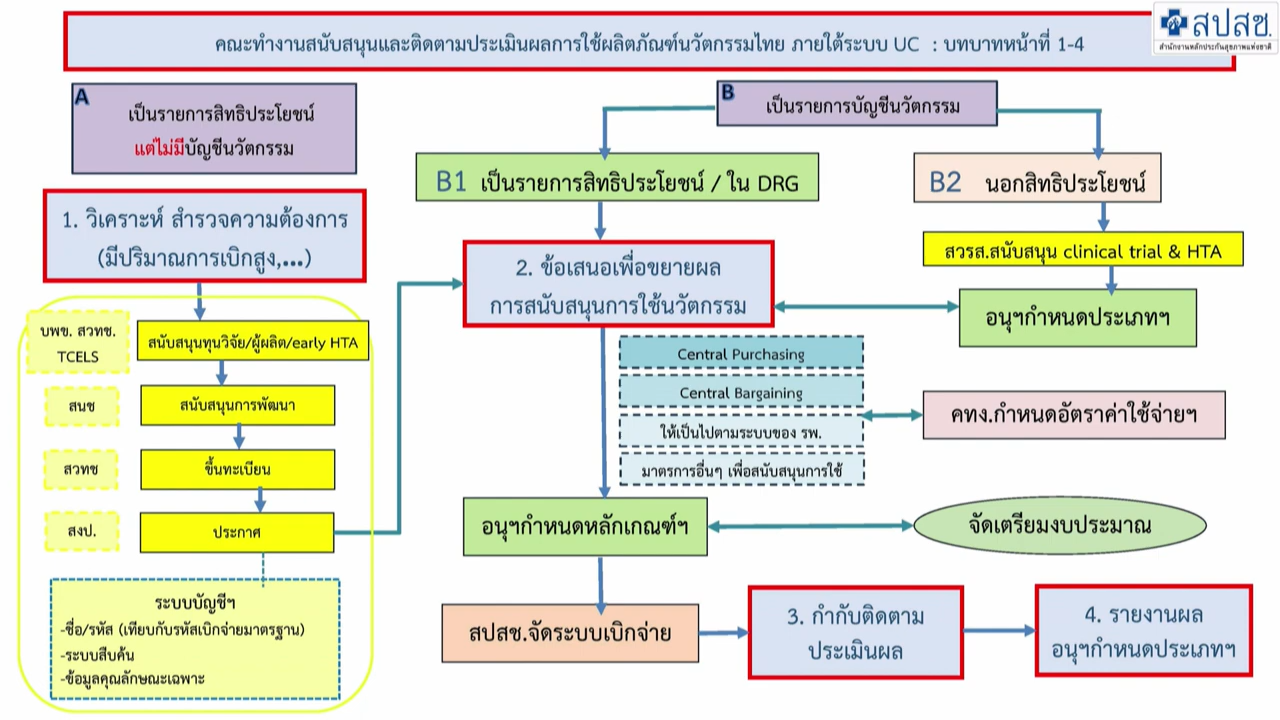 คณะทำงานสนับสนุนและติดตามประเมินผลการใช้ผลิตภัณฑ์นวัตกรรมไทย ภายใต้ระบบ UC : บทบาทหน้าที่ 1-4
สปสช.
สำนักงานหลักประกันสุขภาพแห่งชาติ
A
เป็นรายการสิทธิประโยชน์
แต่ไม่มีบัญชีนวัตกรรม
B
เป็นรายการบัญชีนวัตกรรม
B1 เป็นรายการสิทธิประโยชน์ / ใน DRG
B2 นอกสิทธิประโยชน์
1. วิเคราะห์ สำรวจความต้องการ
(มีปริมาณการเบิกสูง,...)
สวรส.สนับสนุน clinical trial & HTA
2. ข้อเสนอเพื่อขยายผล
การสนับสนุนการใช้นวัตกรรม
อนุฯกำหนดประเภทฯ
บพข. สวทช.
TCELS
สนับสนุนทุนวิจัย/ผู้ผลิต/early HTA
สนช
สนับสนุนการพัฒนา
สวทช
ขึ้นทะเบียน
สงป.
ประกาศ
ระบบบัญชีฯ
-ชื่อ/รหัส (เทียบกับรหัสเบิกจ่ายมาตรฐาน)
-ระบบสืบค้น
-ข้อมูลคุณลักษณะเฉพาะ
Central Purchasing
Central Bargaining
ให้เป็นไปตามระบบของ รพ.
มาตรการอื่นๆ เพื่อสนับสนุนการใช้
คทง.กำหนดอัตราค่าใช้จ่ายฯ
อนุฯกำหนดหลักเกณฑ์ฯ
จัดเตรียมงบประมาณ
สปสช.จัดระบบเบิกจ่าย
3. กำกับติดตาม
ประเมินผล
4. รายงานผล
อนุฯกำหนดประเภทฯ